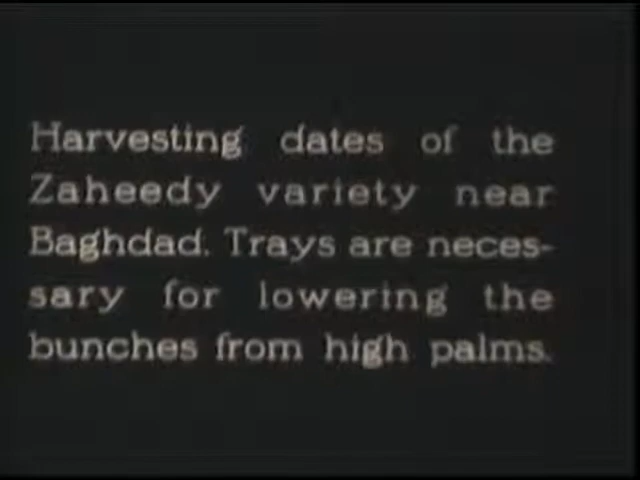 Harvesting dates of the
Zaheedy variety near
Baghdad. Trays are neces-
sary for lowering the
bunches from high palms.